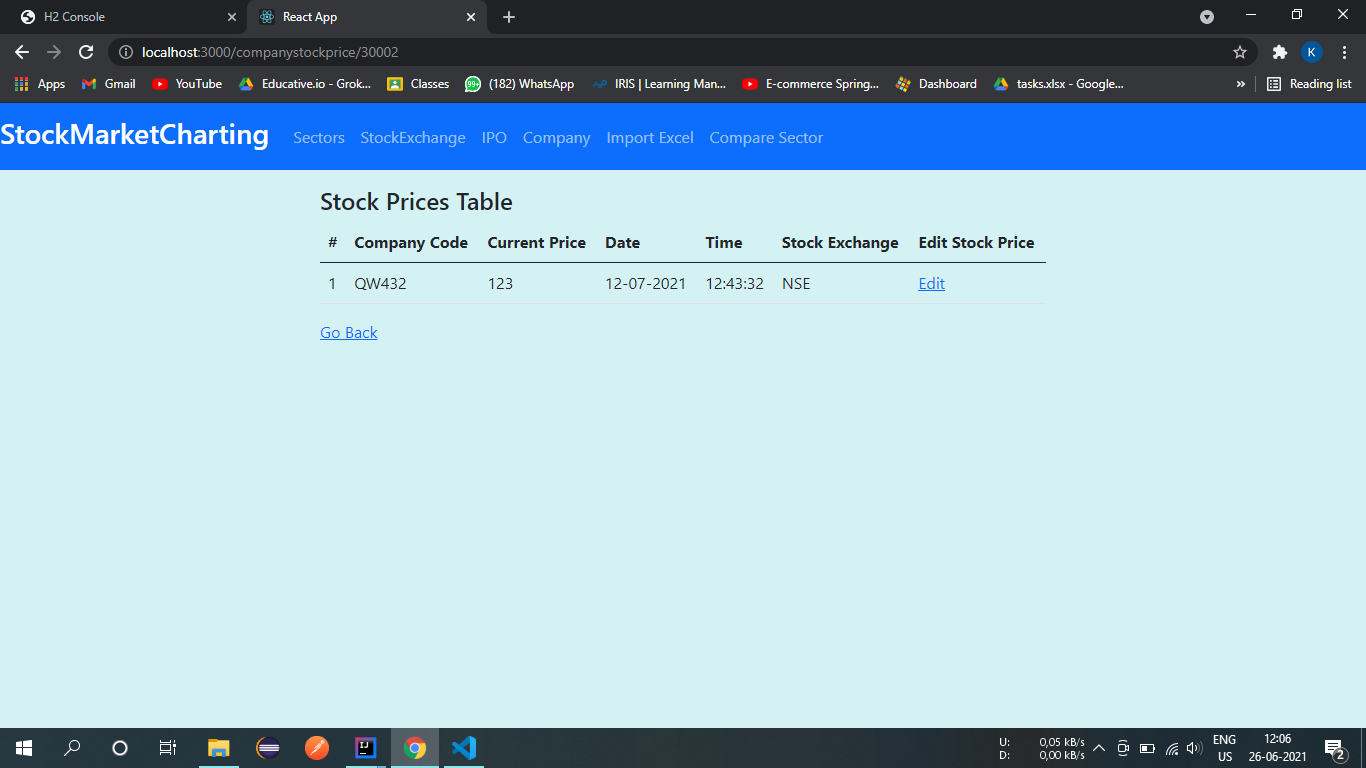 H2 Console
React App
localhost:3000/companystockprice/30002
K
Apps Gmail YouTube Educative.io - Grok... Classes 99+ (182) WhatsApp IRIS | Learning Man... E-commerce Spring... Dashboard tasks.xlsx - Google... » Reading list
StockMarketCharting Sectors StockExchange IPO Company Import Excel Compare Sector
Stock Prices Table
# Company Code Current Price Date Time Stock Exchange Edit Stock Price
1 QW432 123 12-07-2021 12:43:32 NSE Edit
Go Back
IJ
U: 0,05 kB/s
D: 0,00 kB/s
ENG
US
12:06
26-06-2021
2